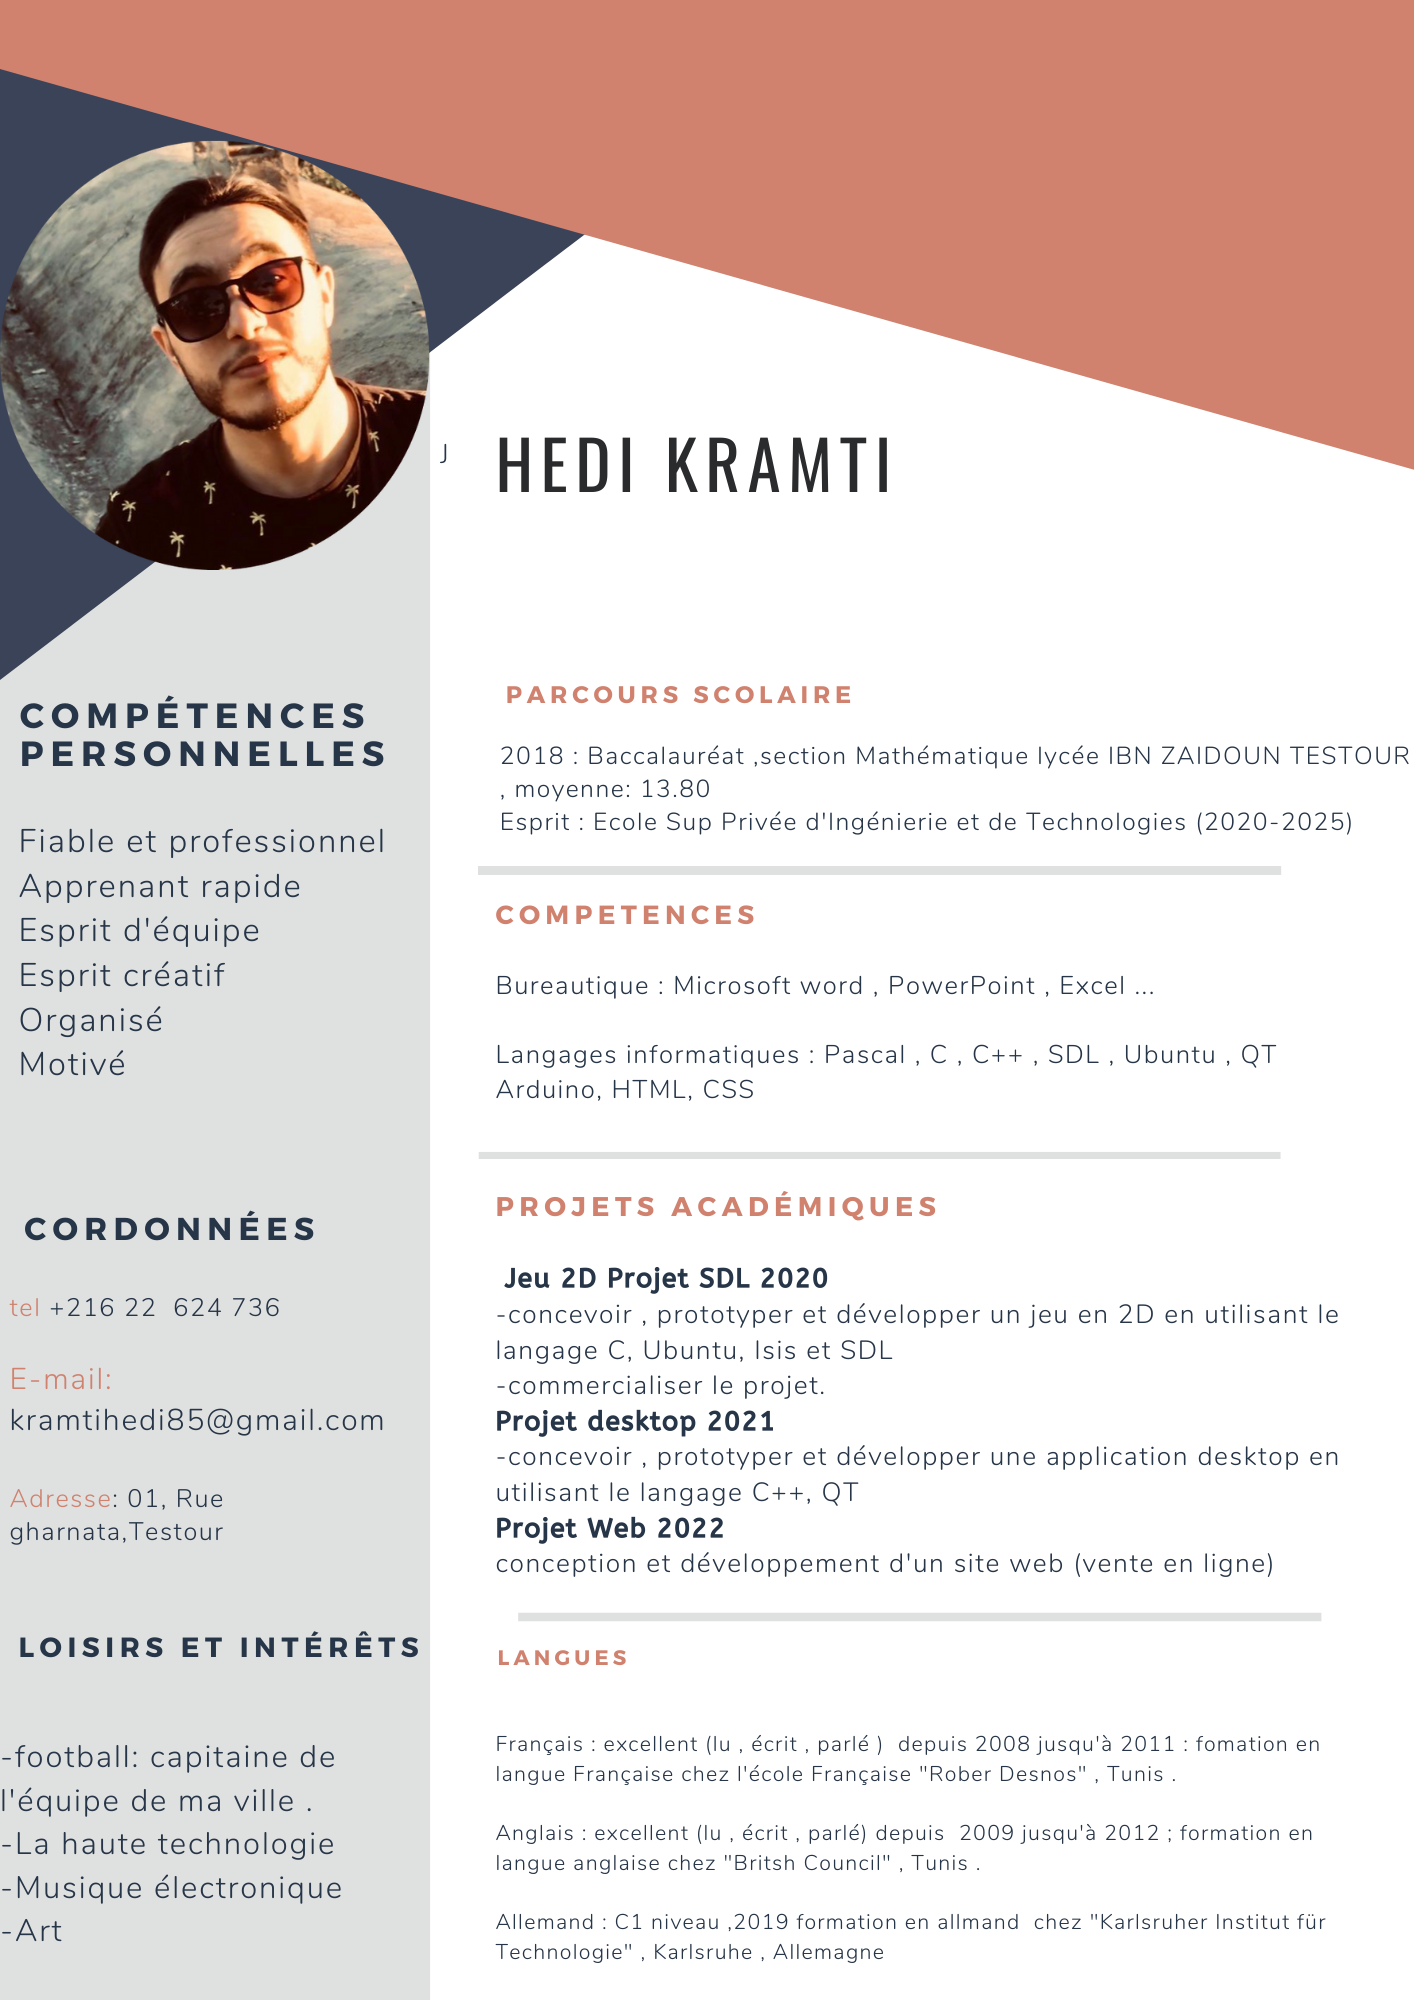 J
HEDI KRAMTI
COMPÉTENCES
PERSONNELLES
Fiable et professionnel
Apprenant rapide
Esprit d'équipe
Esprit créatif
Organisé
Motivé
CORDONNÉES
tel +216 22  624 736
E-mail:
kramtihedi85@gmail.com
Adresse: 01, Rue
gharnata,Testour
LOISIRS ET INTÉRÊTS
-football: capitaine de
l'équipe de ma ville .
-La haute technologie
-Musique électronique
-Art
PARCOURS SCOLAIRE
2018 : Baccalauréat ,section Mathématique lycée IBN ZAIDOUN TESTOUR
, moyenne: 13.80
Esprit : Ecole Sup Privée d'Ingénierie et de Technologies (2020-2025)
COMPETENCES
Bureautique : Microsoft word , PowerPoint , Excel ...
Langages informatiques : Pascal , C , C++ , SDL , Ubuntu , QT
Arduino, HTML, CSS
PROJETS ACADÉMIQUES
Jeu 2D Projet SDL 2020
-concevoir , prototyper et développer un jeu en 2D en utilisant le
langage C, Ubuntu, Isis et SDL
-commercialiser le projet.
Projet desktop 2021
-concevoir , prototyper et développer une application desktop en
utilisant le langage C++, QT
Projet Web 2022
conception et développement d'un site web (vente en ligne)
LANGUES
Français : excellent (lu , écrit , parlé )  depuis 2008 jusqu'à 2011 : fomation en
langue Française chez l'école Française "Rober Desnos" , Tunis .
Anglais : excellent (lu , écrit , parlé) depuis  2009 jusqu'à 2012 ; formation en
langue anglaise chez "Britsh Council" , Tunis .
Allemand : C1 niveau ,2019 formation en allmand  chez "Karlsruher Institut für
Technologie" , Karlsruhe , Allemagne